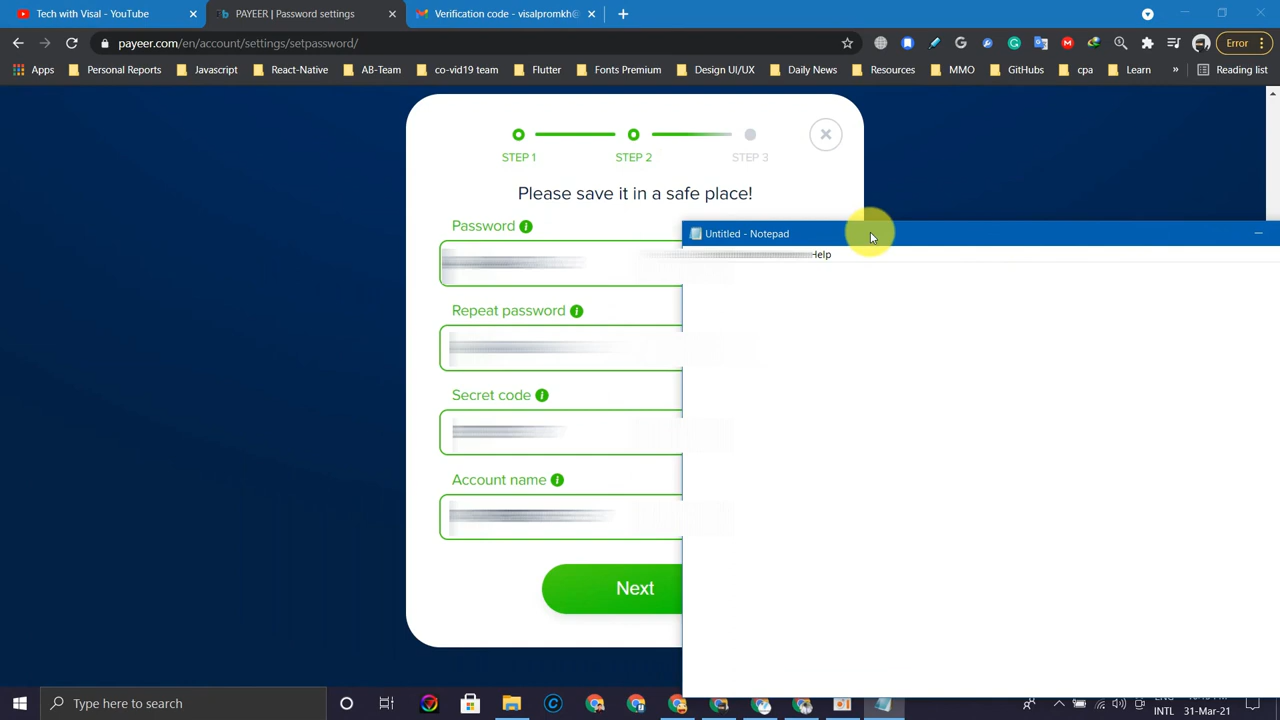 Tech with Visal - YouTube
PAYEER | Password settings
Verification code - visalpromkh@
payeer.com/en/account/settings/setpassword/
Error
Apps
Personal Reports
Javascript
React-Native
AB-Team
co-vid19 team
Flutter
Fonts Premium
Design UI/UX
Daily News
Resources
MMO
GitHubs
cpa
Learn
»
Reading list
STEP 1
STEP 2
STEP 3
Please save it in a safe place!
Password
Untitled - Notepad
Help
Repeat password
Secret code
Account name
Next
Type here to search
INTL
31-Mar-21